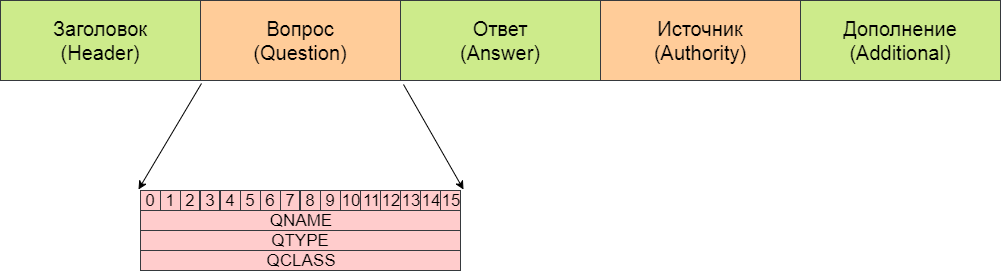 Заголовок
(Header)
Вопрос
(Question)
Ответ
(Answer)
Источник
(Authority)
Дополнение
(Additional)
0 1 2 3 4 5 6 7 8 9 10 11 12 13 14 15
QNAME
QTYPE
QCLASS